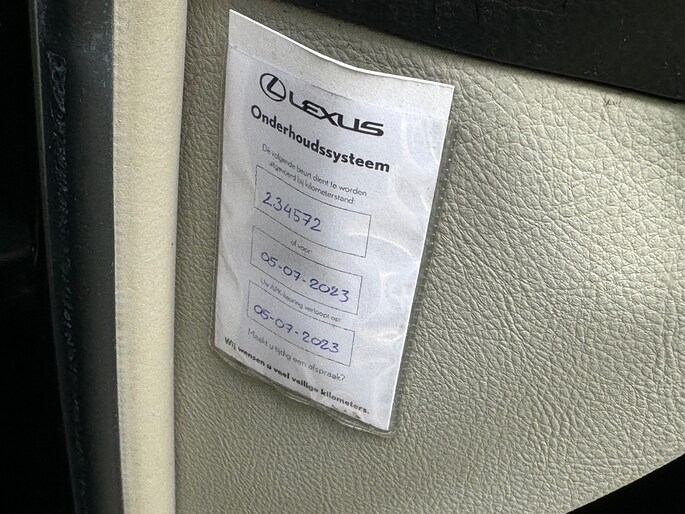 LEXUS
Onderhoudssysteem
De volgende beurt dient te worden
uitgevoerd bij kilometerstand:
234572
of voor:
05-07-2023
Uw APK-keuring verloopt op:
05-07-2023
Maakt u tijdig een afspraak?
Wij wensen u veel veilige kilometers.